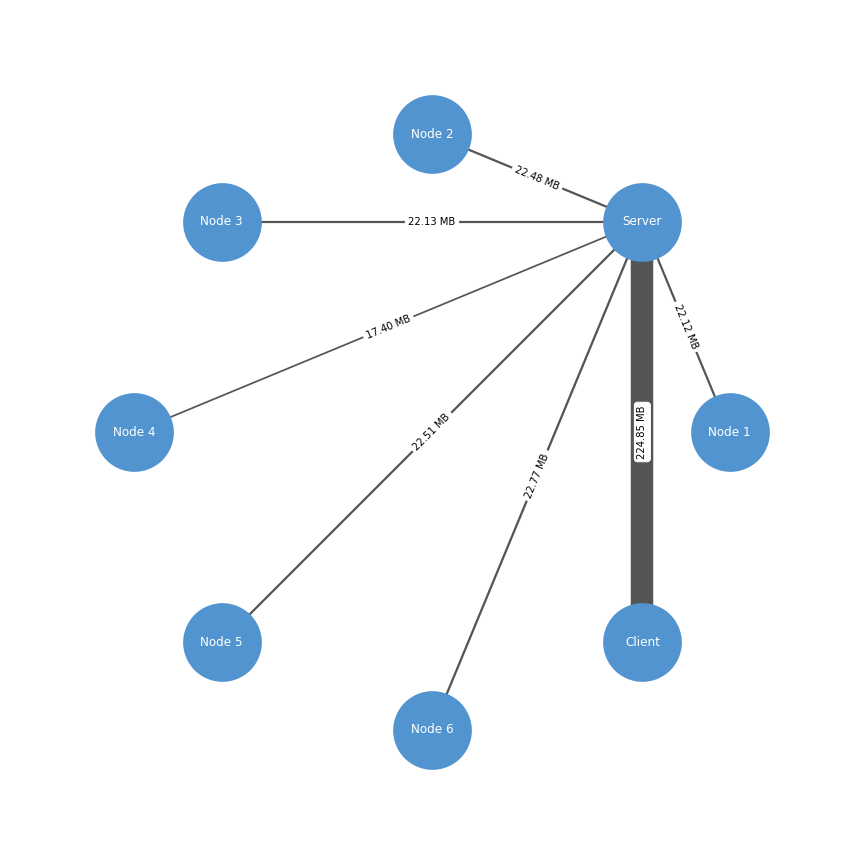 Node 2
22.48 MB
Node 3
22.13 MB
Server
17.40 MB
22.12 MB
Node 4
22.51 MB
22.77 MB
224.85 MB
Node 1
Node 5
Client
Node 6